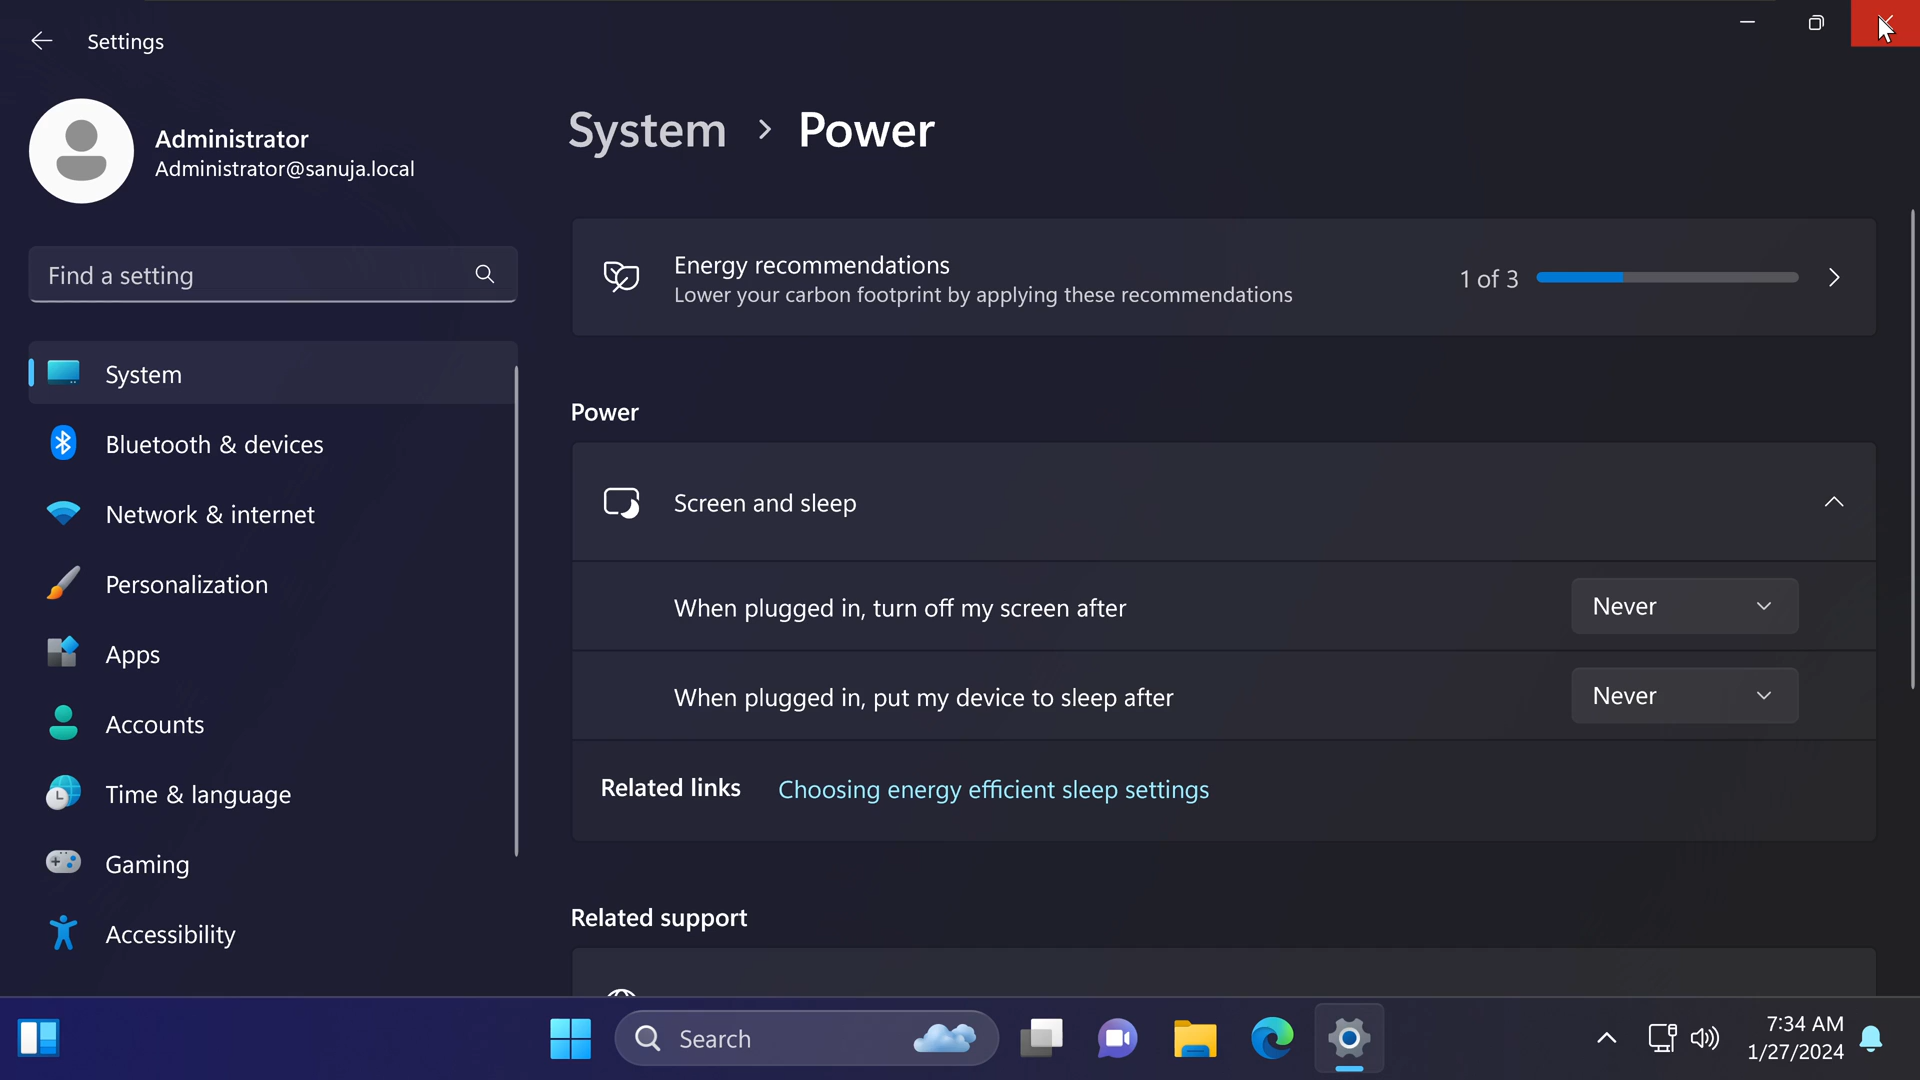 Settings
Administrator
Administrator@sanuja.local
Find a setting
System
Bluetooth & devices
Network & internet
Personalization
Apps
Accounts
Time & language
Gaming
Accessibility
System > Power
Energy recommendations
Lower your carbon footprint by applying these recommendations
1 of 3
Power
Screen and sleep
When plugged in, turn off my screen after
Never
When plugged in, put my device to sleep after
Never
Related links Choosing energy efficient sleep settings
Related support
Search
7:34 AM
1/27/2024